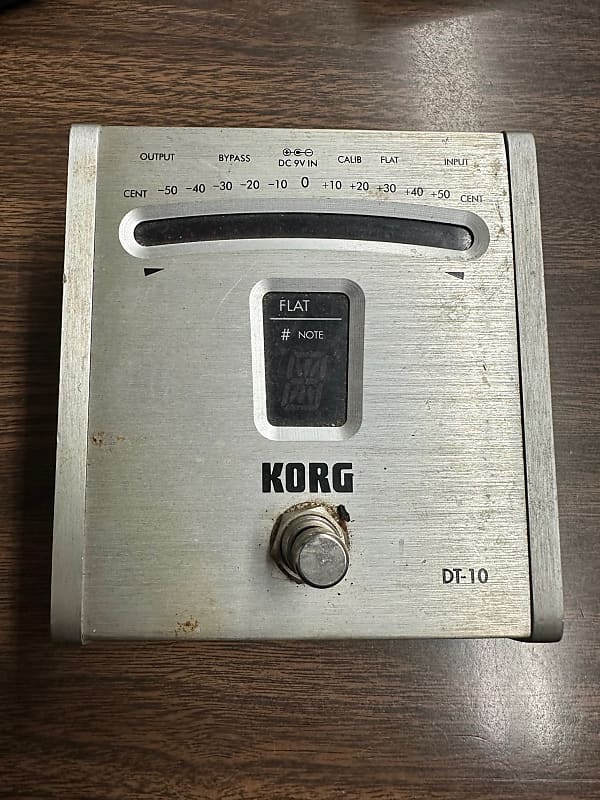 OUTPUT BYPASS DC 9V IN CALIB FLAT INPUT
CENT -50 -40 -30 -20 -10 0 +10 +20 +30 +40 +50 CENT
FLAT
# NOTE
KORG
DT-10